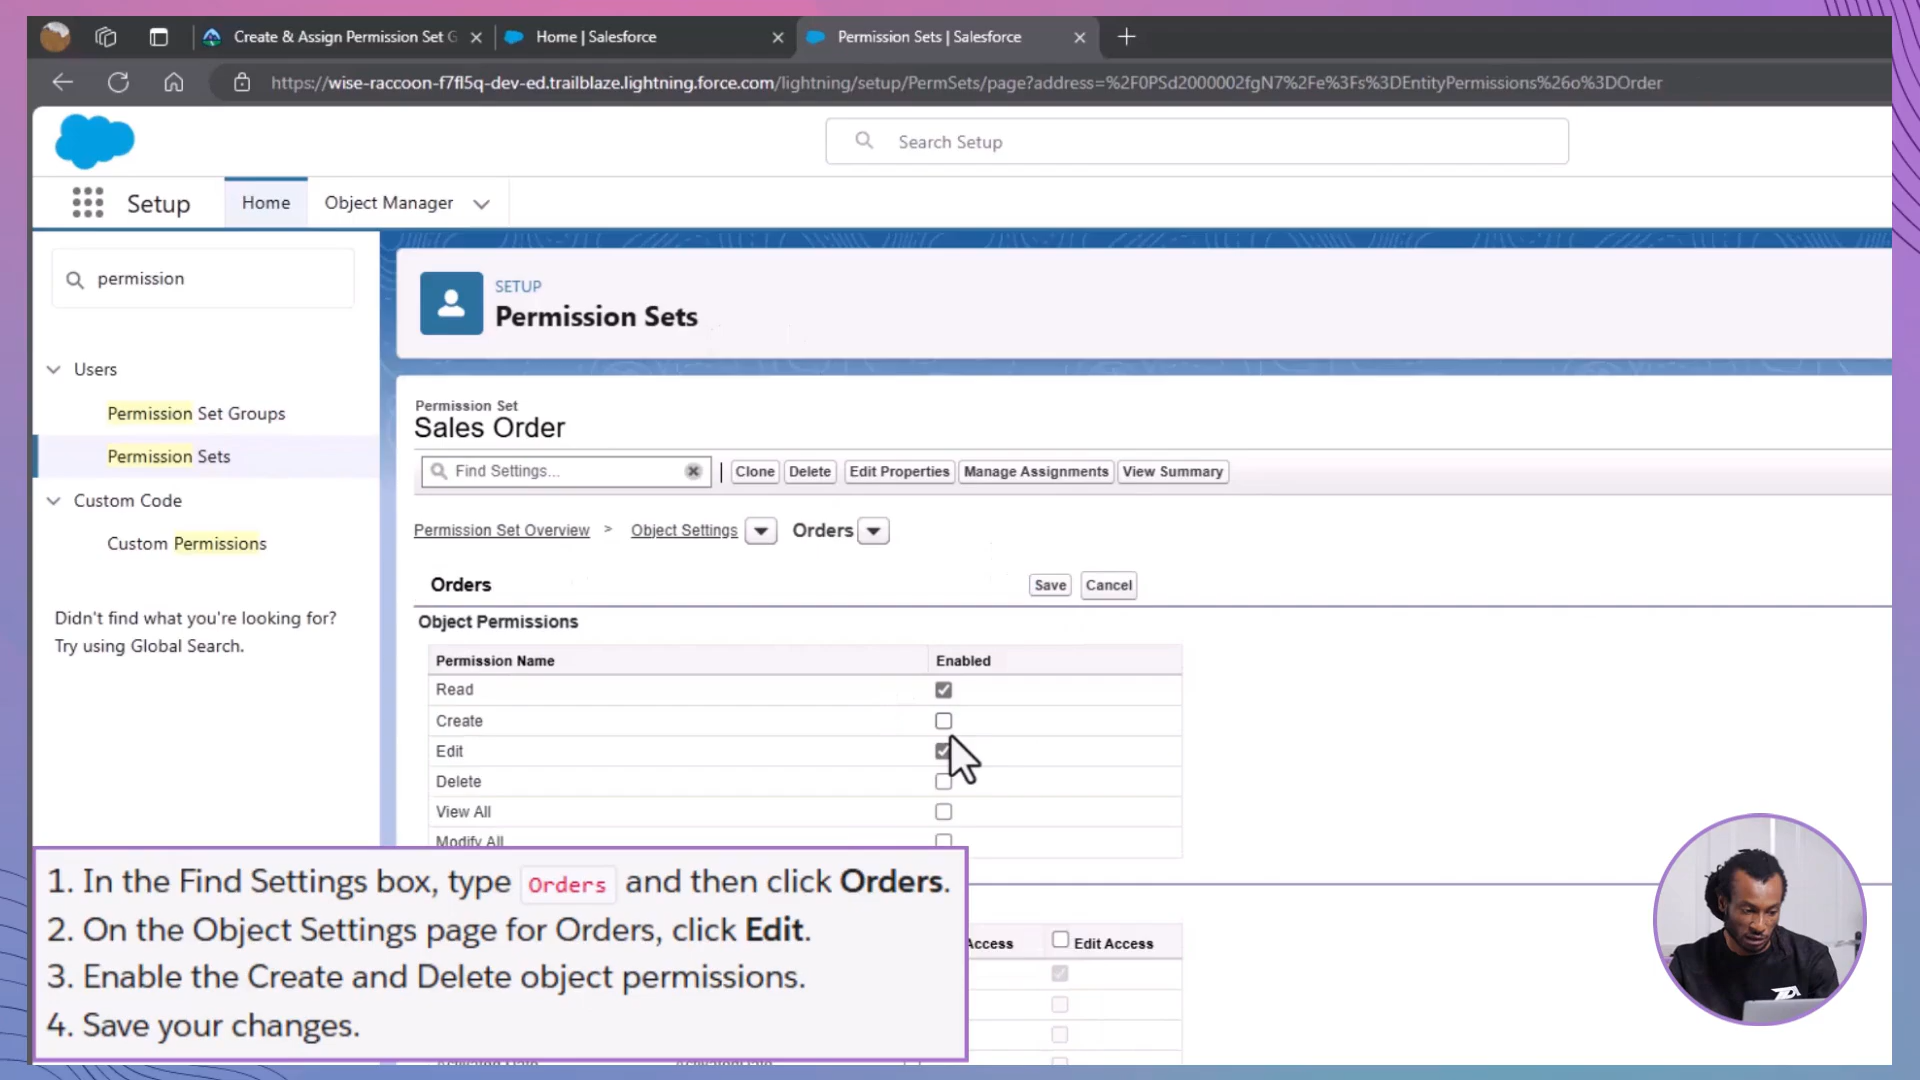 Create & Assign Permission Set G
Home | Salesforce
Permission Sets | Salesforce
https://wise-raccoon-f7fl5q-dev-ed.trailblaze.lightning.force.com/lightning/setup/PermSets/page?address=%2F0PSd2000002fgN7%2Fe%3Fs%3DEntityPermissions%26o%3DOrder
Search Setup
Setup
Home
Object Manager
permission
Users
Permission Set Groups
Permission Sets
Custom Code
Custom Permissions
Didn't find what you're looking for?
Try using Global Search.
SETUP
Permission Sets
Permission Set
Sales Order
Find Settings...
Clone
Delete
Edit Properties
Manage Assignments
View Summary
Permission Set Overview > Object Settings
Orders
Orders
Save
Cancel
Object Permissions
Permission Name Enabled
Read
Create
Edit
Delete
View All
Modify All
Access Edit Access
1. In the Find Settings box, type Orders and then click Orders.
2. On the Object Settings page for Orders, click Edit.
3. Enable the Create and Delete object permissions.
4. Save your changes.